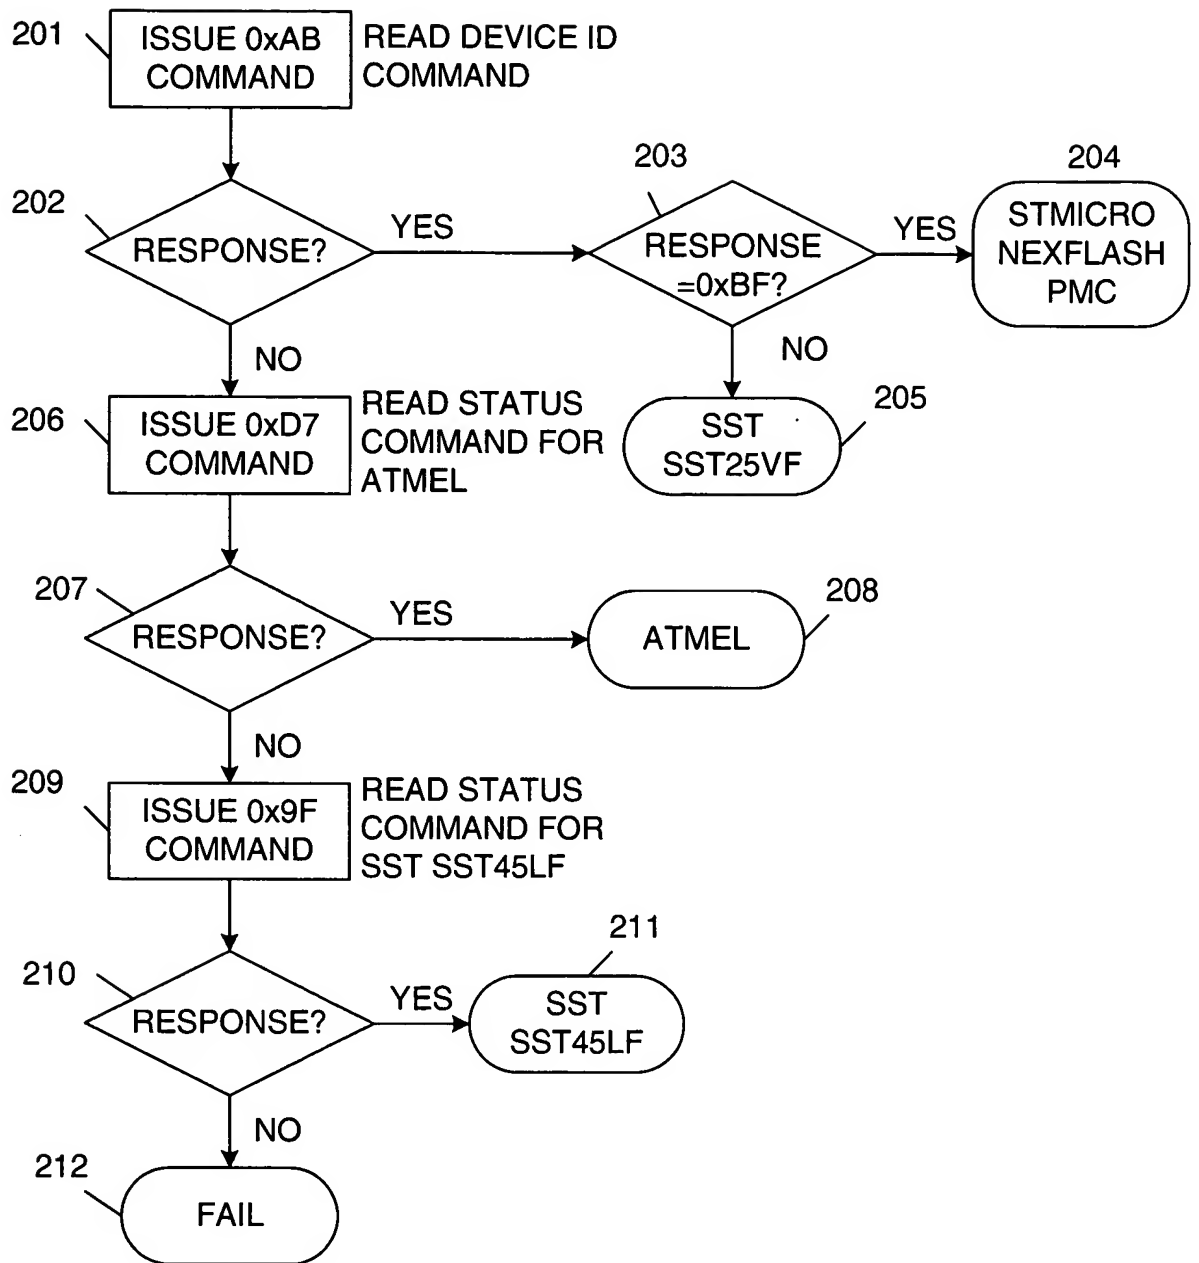 201
ISSUE 0xAB
COMMAND
READ DEVICE ID
COMMAND
202
RESPONSE?
YES
203
RESPONSE
=0xBF?
YES
204
STMICRO
NEXFLASH
PMC
NO
205
SST
SST25VF
NO
206
ISSUE 0xD7
COMMAND
READ STATUS
COMMAND FOR
ATMEL
207
RESPONSE?
YES
208
ATMEL
NO
209
ISSUE 0x9F
COMMAND
READ STATUS
COMMAND FOR
SST SST45LF
210
RESPONSE?
YES
211
SST
SST45LF
NO
212
FAIL